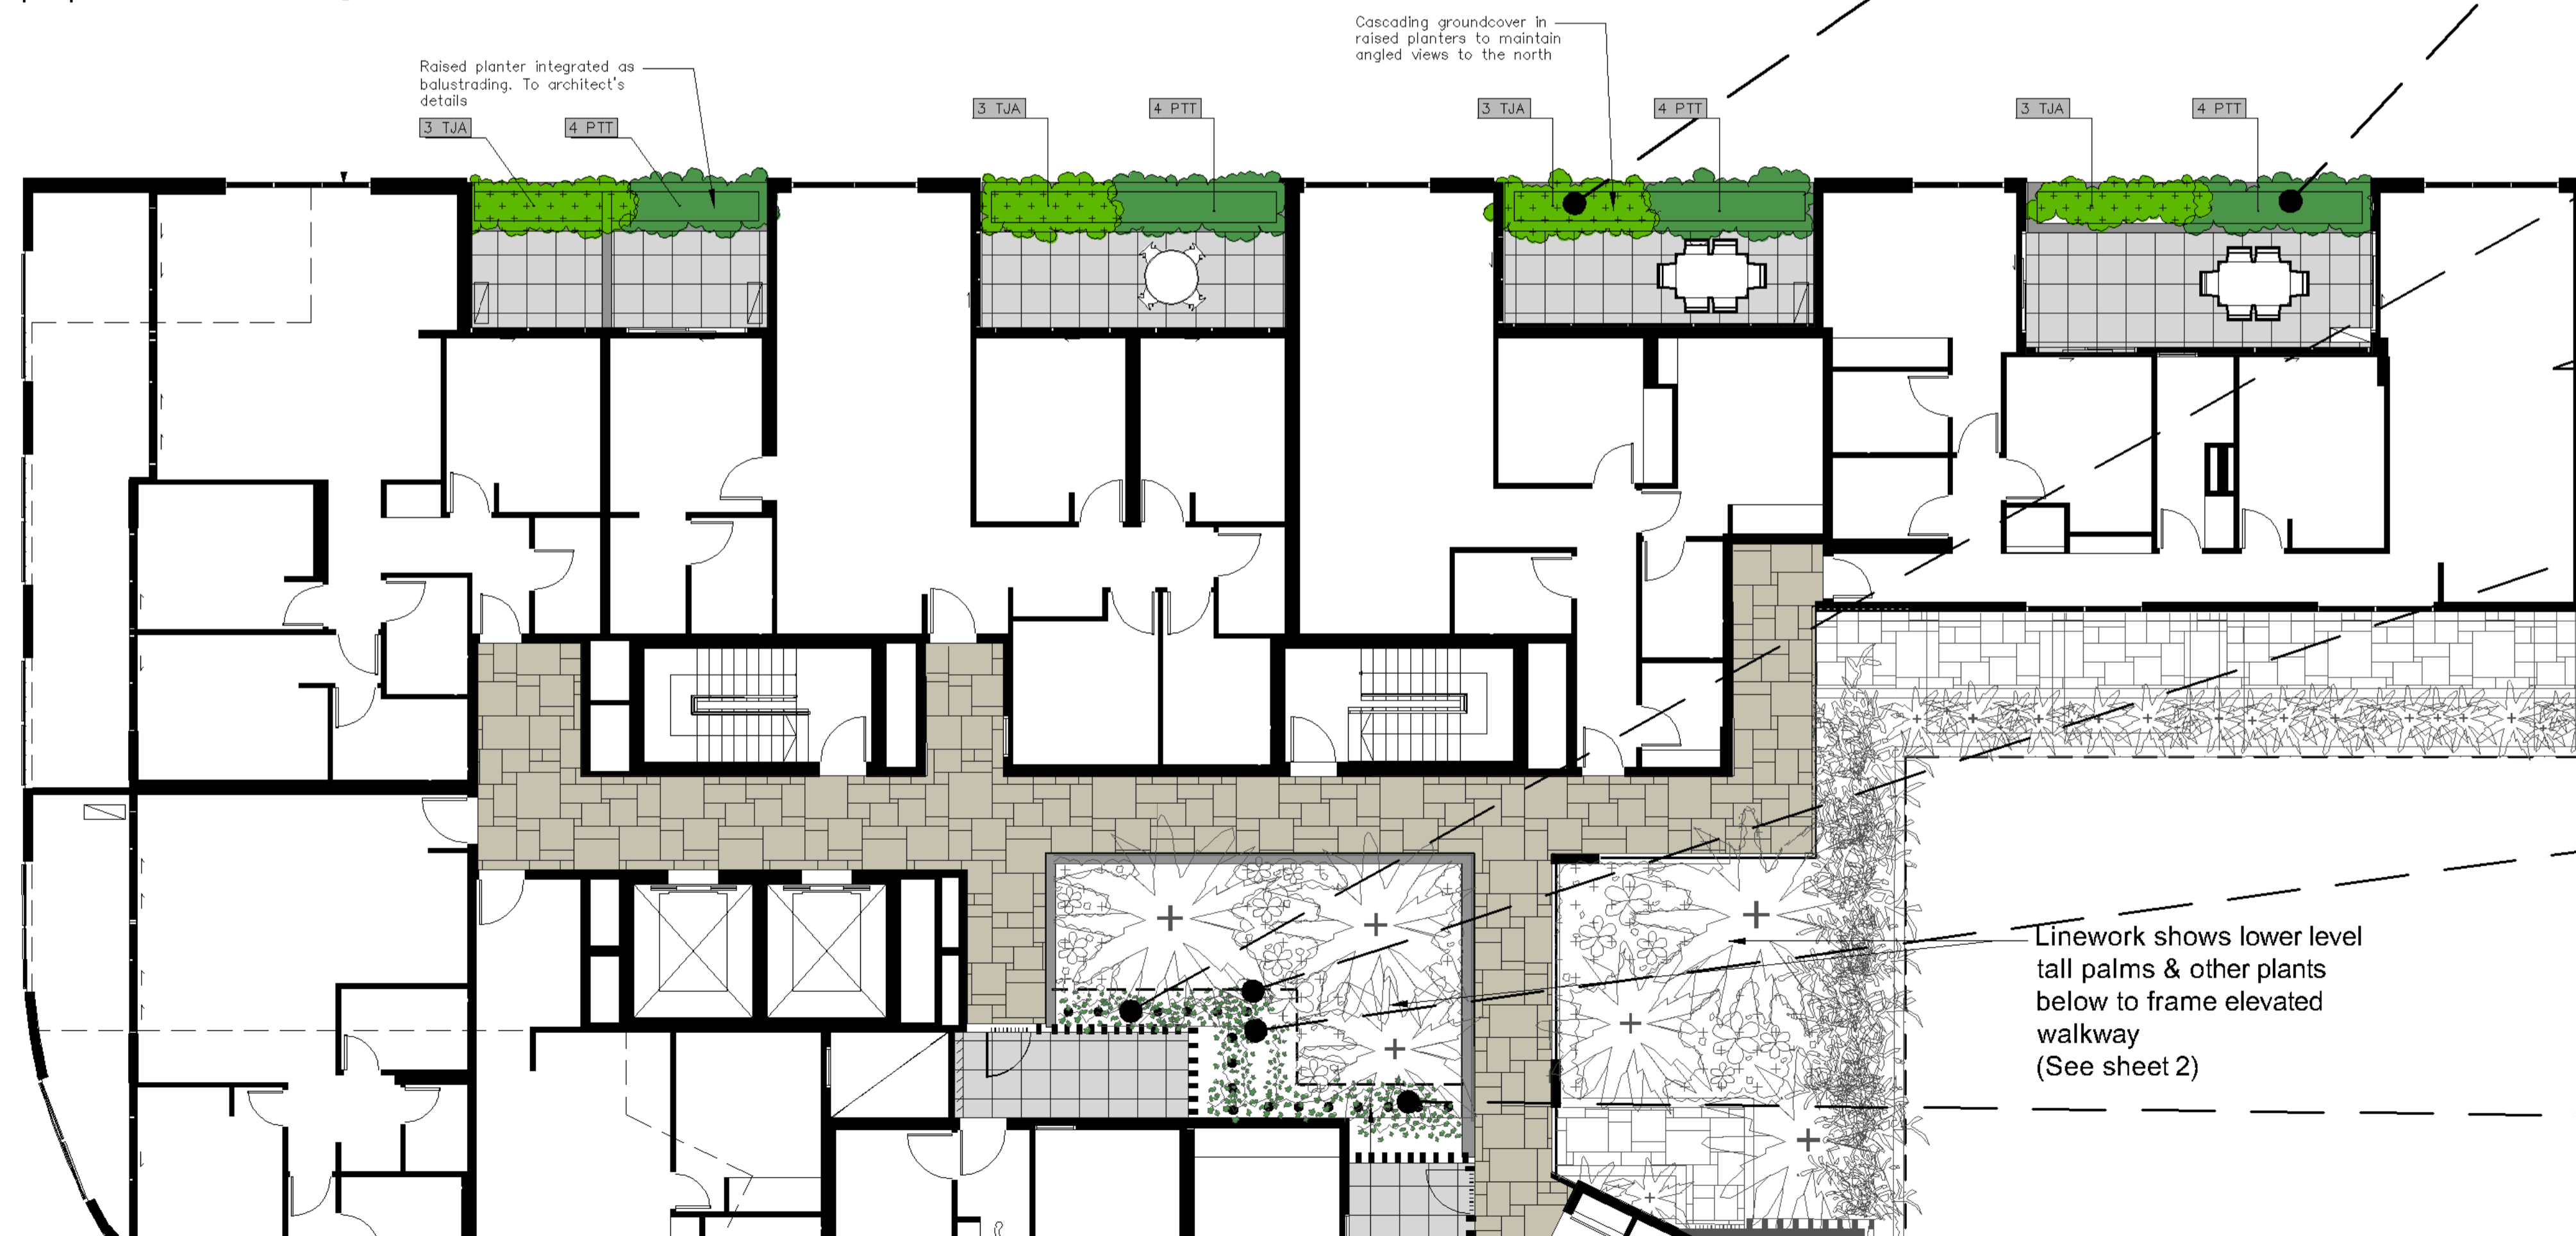 Cascading groundcover in
raised planters to maintain
angled views to the north
Raised planter integrated as
balustrading. To architect's
details
3 TJA
4 PTT
3 TJA
4 PTT
3 TJA
4 PTT
3 TJA
4 PTT
Linework shows lower level
tall palms & other plants
below to frame elevated
walkway
(See sheet 2)